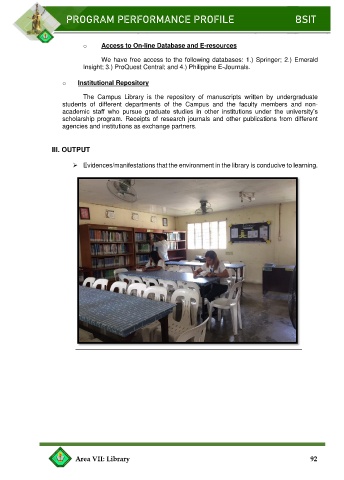 PROGRAM PERFORMANCE PROFILE BSIT
o Access to On-line Database and E-resources
We have free access to the following databases: 1.) Springer; 2.) Emerald
Insight; 3.) ProQuest Central; and 4.) Philippine E-Journals.
o Institutional Repository
The Campus Library is the repository of manuscripts written by undergraduate
students of different departments of the Campus and the faculty members and non-
academic staff who pursue graduate studies in other institutions under the university's
scholarship program. Receipts of research journals and other publications from different
agencies and institutions as exchange partners.
III. OUTPUT
➢ Evidences/manifestations that the environment in the library is conducive to learning.
Area VII: Library 92